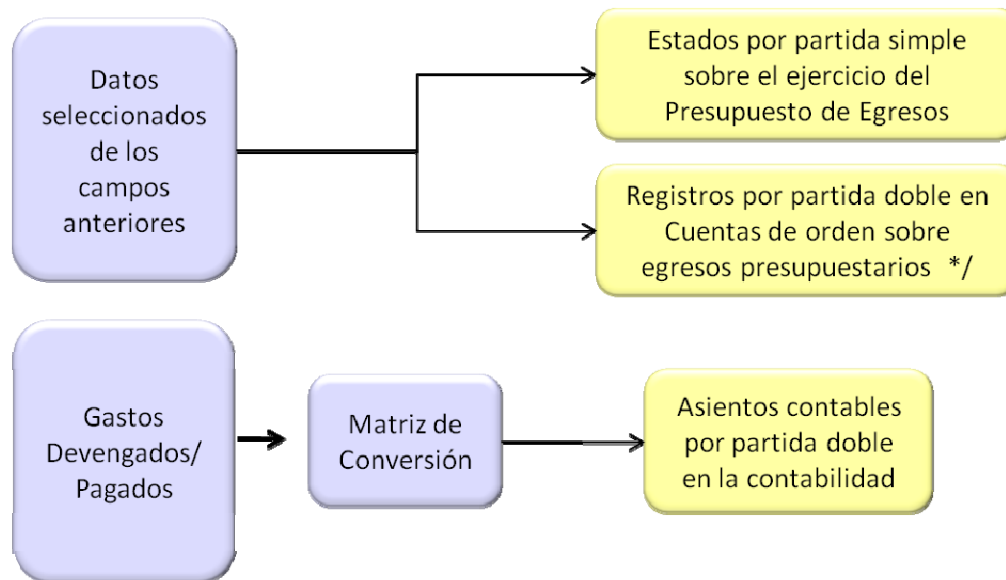 Datos
seleccionados
de los
campos
anteriores
Estados por partida simple
sobre el ejercicio del
Presupuesto de Egresos
Registros por partida doble en
Cuentas de orden sobre
egresos presupuestarios */
Gastos
Devengados/
Pagados
Matriz de
Conversión
Asientos contables
por partida doble
en la contabilidad